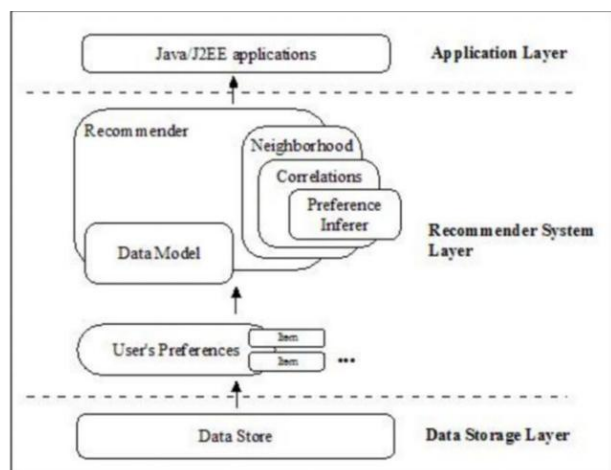 Java/J2EE applications
Application Layer
Recommender
Neighborhood
Correlations
Preference
Inferer
Data Model
Recommender System
Layer
User's Preferences
Item
Item
...
Data Store
Data Storage Layer